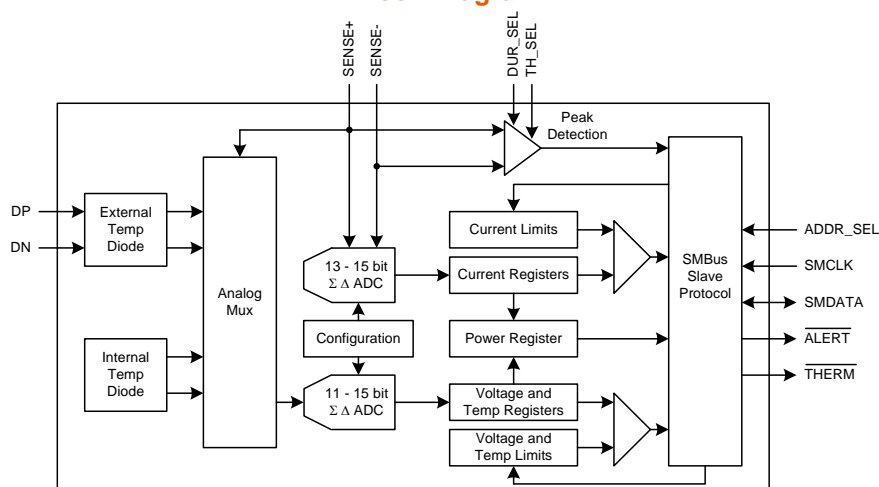 SENSE+
SENSE-
DUR_SEL
TH_SEL
Peak
Detection
DP
DN
External
Temp
Diode
Internal
Temp
Diode
Analog
Mux
13 - 15 bit
Σ Δ ADC
Configuration
11 - 15 bit
Σ Δ ADC
Current Limits
Current Registers
Power Register
Voltage and
Temp Registers
Voltage and
Temp Limits
SMBus
Slave
Protocol
ADDR_SEL
SMCLK
SMDATA
ALERT
THERM